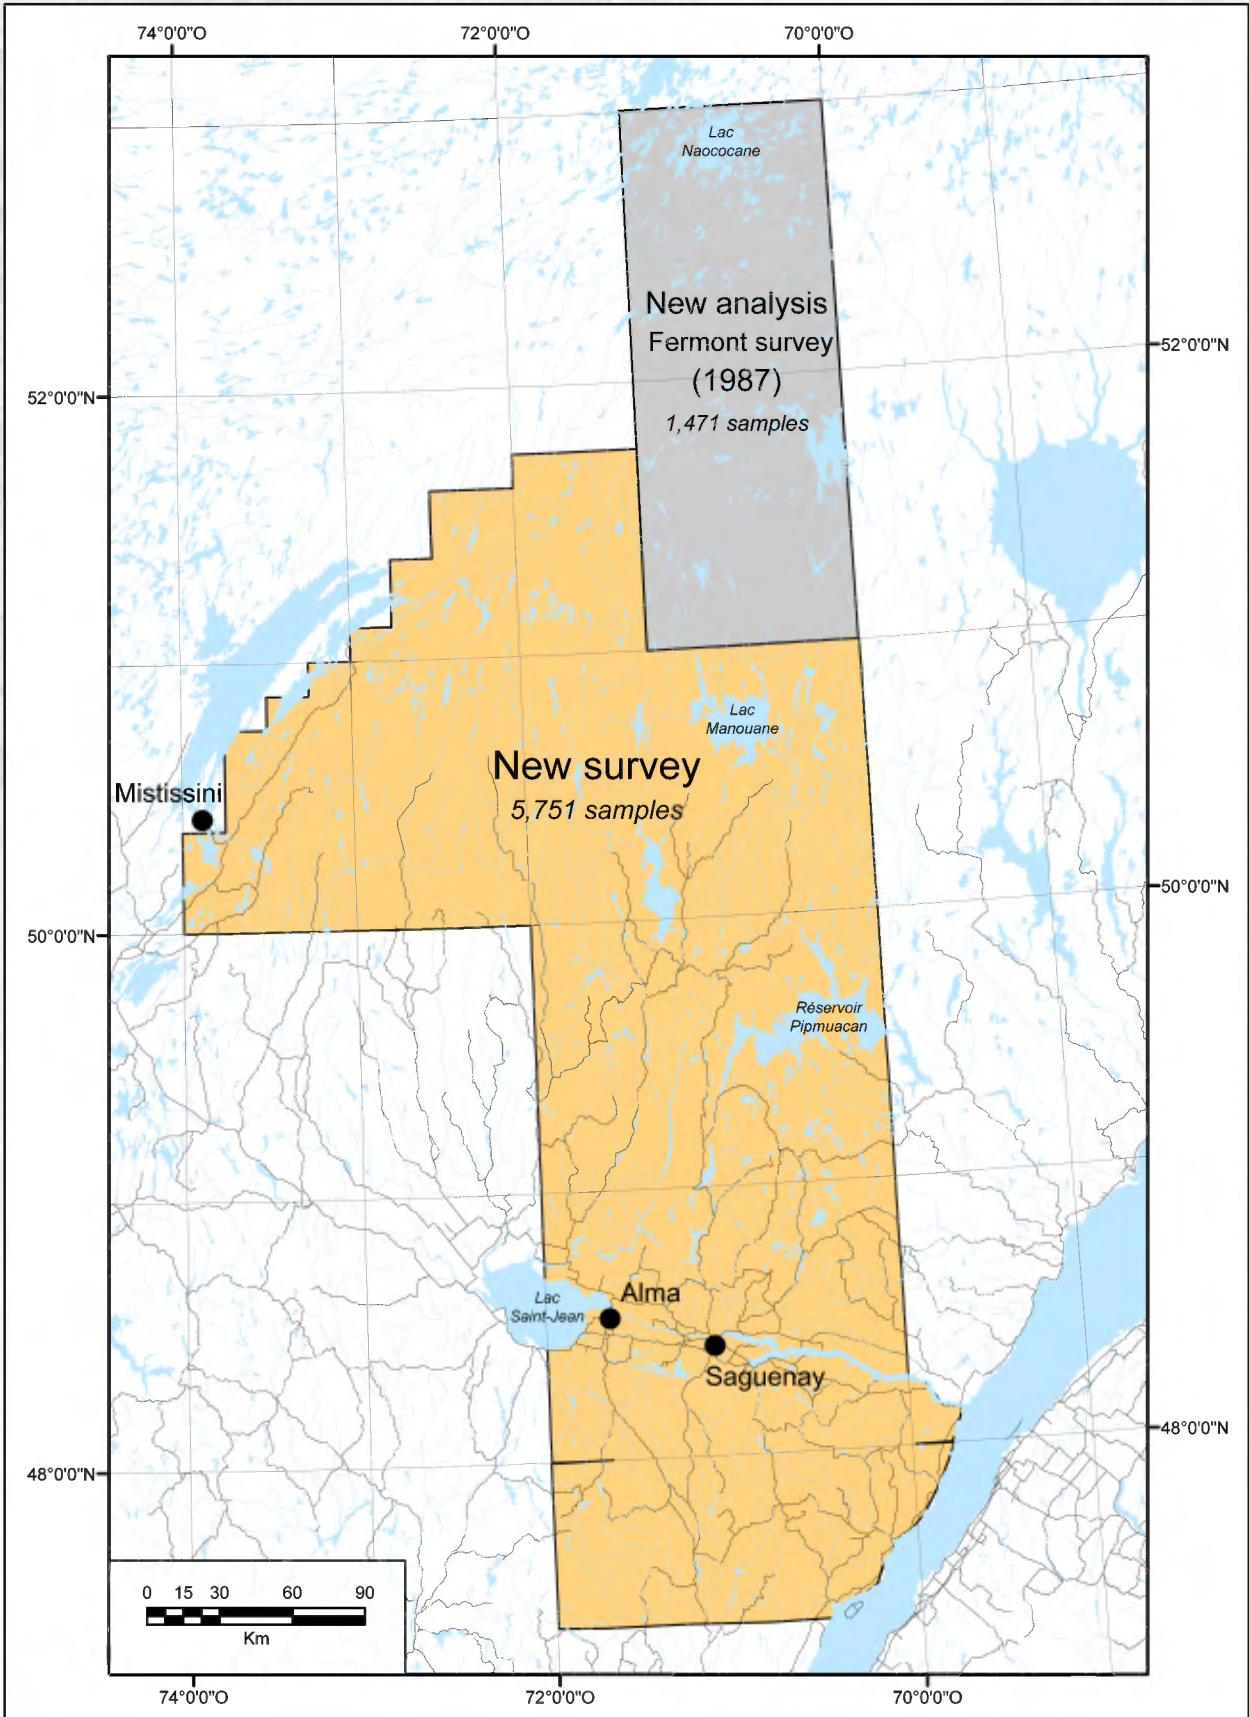 74°0'0"O
72°0'0"O
70°0'0"O
Lac
Naococane
New analysis
Fermont survey
(1987)
1,471 samples
52°0'0"N
52°0'0"N
Lac
Manouane
New survey
5,751 samples
Mistissini
50°0'0"N
50°0'0"N
Réservoir
Pipmuacan
Lac
Saint-Jean
Alma
Saguenay
48°0'0"N
48°0'0"N
0 15 30 60 90
Km
74°0'0"O
72°0'0"O
70°0'0"O